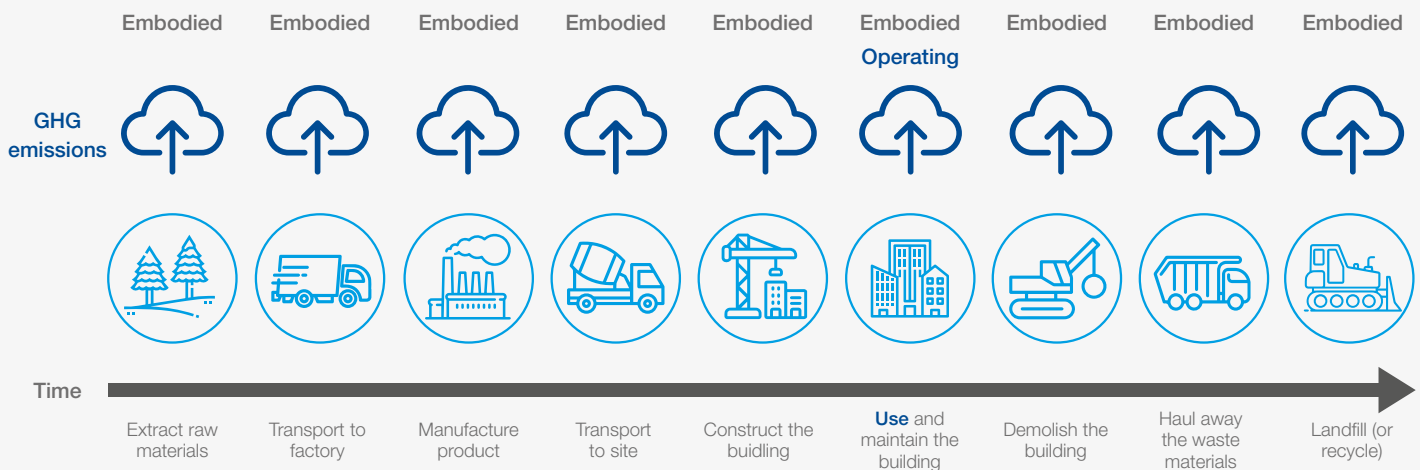 Embodied Embodied Embodied Embodied Embodied Embodied Embodied Embodied Embodied
Operating
GHG
emissions
Time
Extract raw
materials
Transport to
factory
Manufacture
product
Transport
to site
Construct the
buidling
Use and
maintain the
building
Demolish the
building
Haul away
the waste
materials
Landfill (or
recycle)